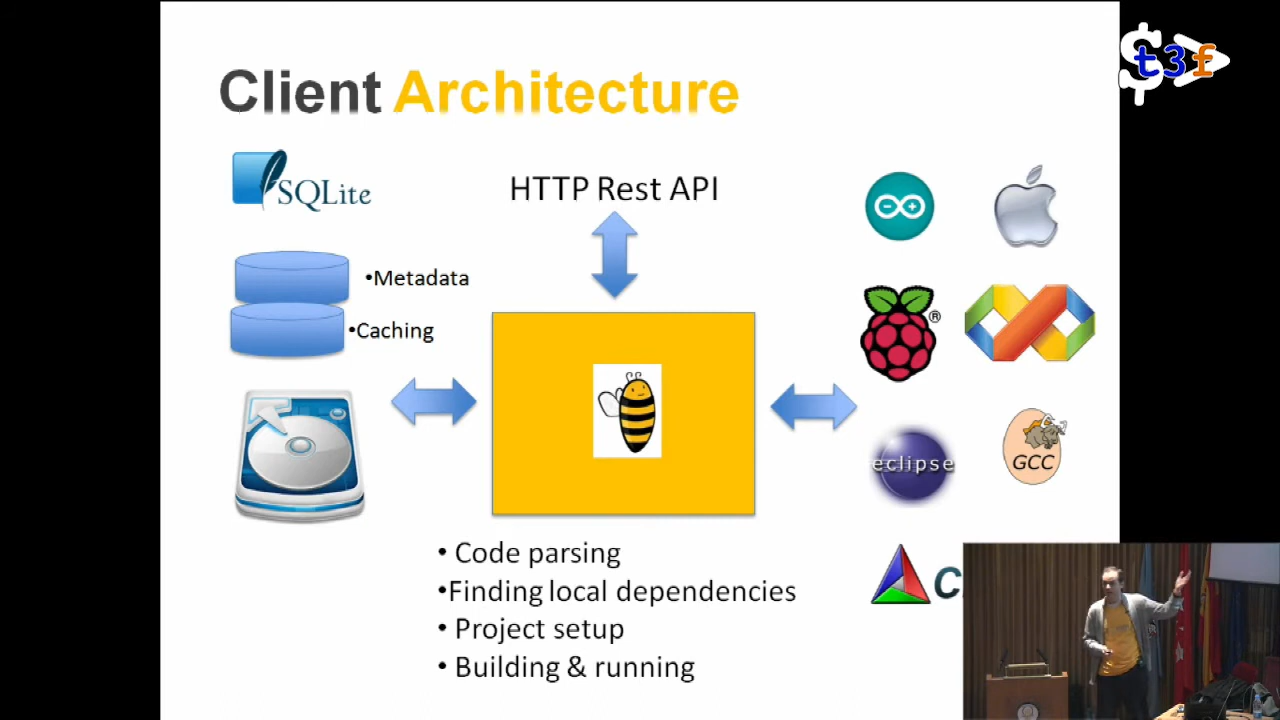 $t3f
Client Architecture
SQLite
HTTP Rest API
•Metadata
•Caching
®
eclipse
GCC
C
• Code parsing
•Finding local dependencies
• Project setup
• Building & running